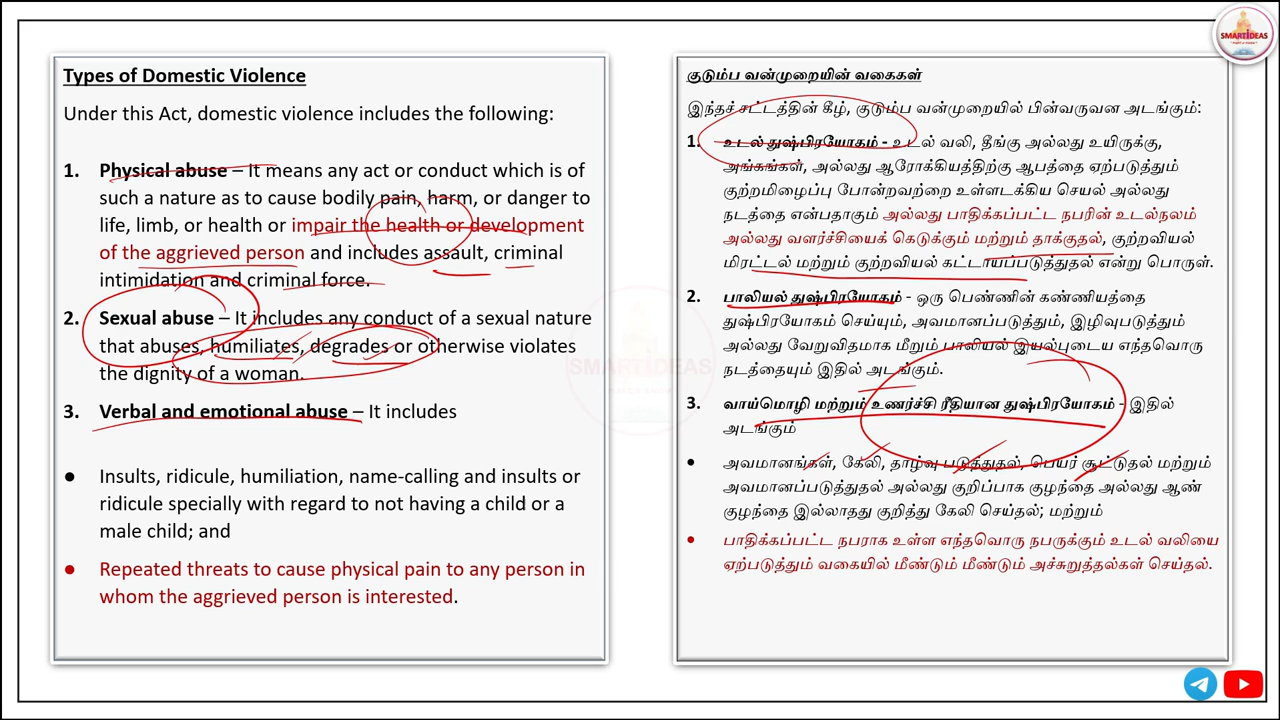 SMARTIDEAS
Types of Domestic Violence
Under this Act, domestic violence includes the following:
1. Physical abuse – It means any act or conduct which is of
such a nature as to cause bodily pain, harm, or danger to
life, limb, or health or impair the health or development
of the aggrieved person and includes assault, criminal
intimidation and criminal force.
2. Sexual abuse – It includes any conduct of a sexual nature
that abuses, humiliates, degrades or otherwise violates
the dignity of a woman.
3. Verbal and emotional abuse – It includes
● Insults, ridicule, humiliation, name-calling and insults or
ridicule specially with regard to not having a child or a
male child; and
● Repeated threats to cause physical pain to any person in
whom the aggrieved person is interested.
குடும்ப வன்முறையின் வகைகள்
இந்தச் சட்டத்தின் கீழ், குடும்ப வன்முறையில் பின்வருவன அடங்கும்:
1. உடல் துஷ்பிரயோகம் - உடல் வலி, தீங்கு அல்லது உயிருக்கு,
அங்கங்கள், அல்லது ஆரோக்கியத்திற்கு ஆபத்தை ஏற்படுத்தும்
குற்றமிழைப்பு போன்றவற்றை உள்ளடக்கிய செயல் அல்லது
நடத்தை என்பதாகும் அல்லது பாதிக்கப்பட்ட நபரின் உடல்நலம்
அல்லது வளர்ச்சியைக் கெடுக்கும் மற்றும் தாக்குதல், குற்றவியல்
மிரட்டல் மற்றும் குற்றவியல் கட்டாயப்படுத்துதல் என்று பொருள்.
2. பாலியல் துஷ்பிரயோகம் - ஒரு பெண்ணின் கண்ணியத்தை
துஷ்பிரயோகம் செய்யும், அவமானப்படுத்தும், இழிவுபடுத்தும்
அல்லது வேறுவிதமாக மீறும் பாலியல் இயல்புடைய எந்தவொரு
நடத்தையும் இதில் அடங்கும்.
3. வாய்மொழி மற்றும் உணர்ச்சி ரீதியான துஷ்பிரயோகம் - இதில்
அடங்கும்
• அவமானங்கள், கேலி, தாழ்வு படுத்துதல், பெயர் சூட்டுதல் மற்றும்
அவமானப்படுத்துதல் அல்லது குறிப்பாக குழந்தை அல்லது ஆண்
குழந்தை இல்லாதது குறித்து கேலி செய்தல்; மற்றும்
• பாதிக்கப்பட்ட நபராக உள்ள எந்தவொரு நபருக்கும் உடல் வலியை
ஏற்படுத்தும் வகையில் மீண்டும் மீண்டும் அச்சுறுத்தல்கள் செய்தல்.
SMARTIDEAS